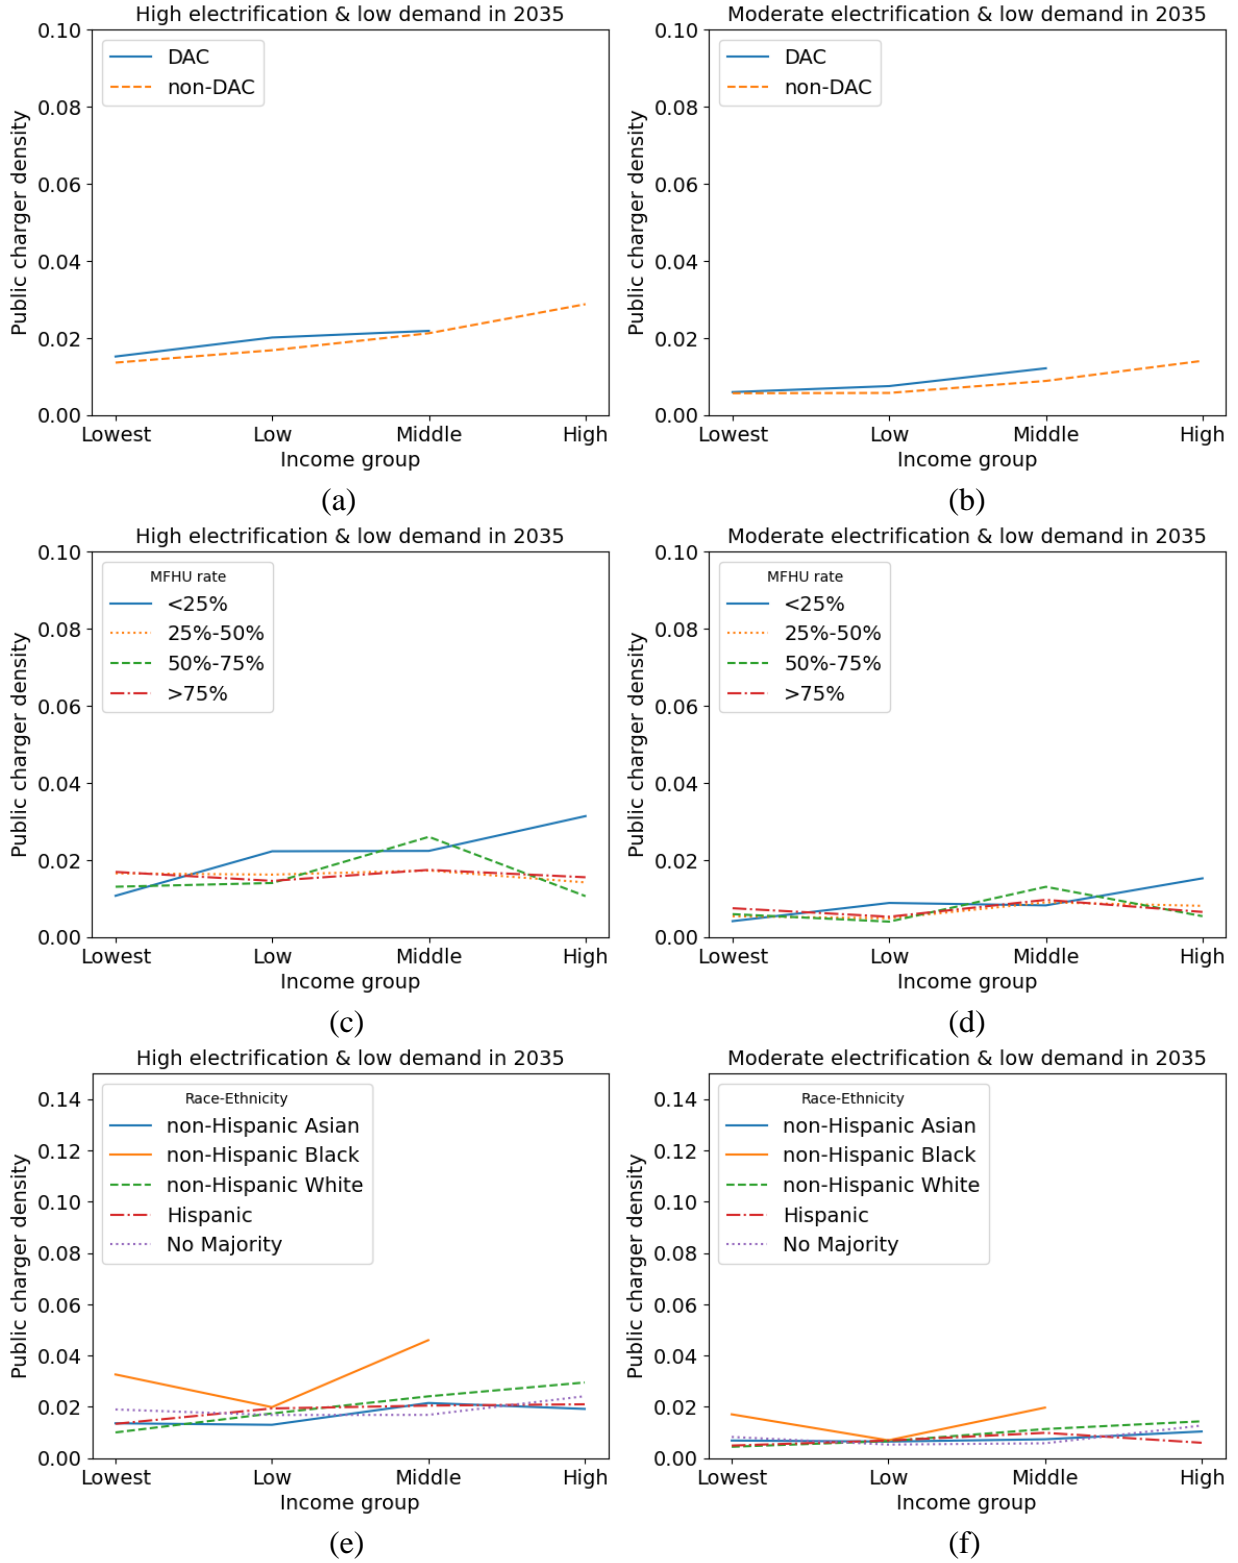 High electrification & low demand in 2035
0.10
0.08
0.06
0.04
0.02
0.00
Public charger density
DAC
non-DAC
Lowest Low Middle High
Income group
(a)
Moderate electrification & low demand in 2035
0.10
0.08
0.06
0.04
0.02
0.00
Public charger density
DAC
non-DAC
Lowest Low Middle High
Income group
(b)
High electrification & low demand in 2035
0.10
0.08
0.06
0.04
0.02
0.00
Public charger density
MFHU rate
<25%
25%-50%
50%-75%
>75%
Lowest Low Middle High
Income group
(c)
Moderate electrification & low demand in 2035
0.10
0.08
0.06
0.04
0.02
0.00
Public charger density
MFHU rate
<25%
25%-50%
50%-75%
>75%
Lowest Low Middle High
Income group
(d)
High electrification & low demand in 2035
0.14
0.12
0.10
0.08
0.06
0.04
0.02
0.00
Public charger density
Race-Ethnicity
non-Hispanic Asian
non-Hispanic Black
non-Hispanic White
Hispanic
No Majority
Lowest Low Middle High
Income group
(e)
Moderate electrification & low demand in 2035
0.14
0.12
0.10
0.08
0.06
0.04
0.02
0.00
Public charger density
Race-Ethnicity
non-Hispanic Asian
non-Hispanic Black
non-Hispanic White
Hispanic
No Majority
Lowest Low Middle High
Income group
(f)